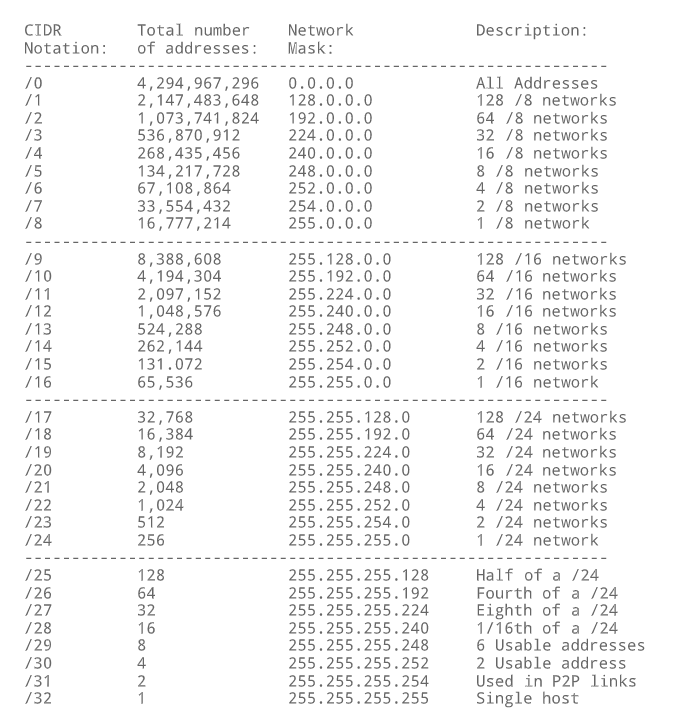 CIDR Total number Network Description:
Notation: of addresses: Mask:
-------------------------------------------------------------
/0 4,294,967,296 0.0.0.0 All Addresses
/1 2,147,483,648 128.0.0.0 128 /8 networks
/2 1,073,741,824 192.0.0.0 64 /8 networks
/3 536,870,912 224.0.0.0 32 /8 networks
/4 268,435,456 240.0.0.0 16 /8 networks
/5 134,217,728 248.0.0.0 8 /8 networks
/6 67,108,864 252.0.0.0 4 /8 networks
/7 33,554,432 254.0.0.0 2 /8 networks
/8 16,777,214 255.0.0.0 1 /8 network
-------------------------------------------------------------
/9 8,388,608 255.128.0.0 128 /16 networks
/10 4,194,304 255.192.0.0 64 /16 networks
/11 2,097,152 255.224.0.0 32 /16 networks
/12 1,048,576 255.240.0.0 16 /16 networks
/13 524,288 255.248.0.0 8 /16 networks
/14 262,144 255.252.0.0 4 /16 networks
/15 131.072 255.254.0.0 2 /16 networks
/16 65,536 255.255.0.0 1 /16 network
-------------------------------------------------------------
/17 32,768 255.255.128.0 128 /24 networks
/18 16,384 255.255.192.0 64 /24 networks
/19 8,192 255.255.224.0 32 /24 networks
/20 4,096 255.255.240.0 16 /24 networks
/21 2,048 255.255.248.0 8 /24 networks
/22 1,024 255.255.252.0 4 /24 networks
/23 512 255.255.254.0 2 /24 networks
/24 256 255.255.255.0 1 /24 network
-------------------------------------------------------------
/25 128 255.255.255.128 Half of a /24
/26 64 255.255.255.192 Fourth of a /24
/27 32 255.255.255.224 Eighth of a /24
/28 16 255.255.255.240 1/16th of a /24
/29 8 255.255.255.248 6 Usable addresses
/30 4 255.255.255.252 2 Usable address
/31 2 255.255.255.254 Used in P2P links
/32 1 255.255.255.255 Single host